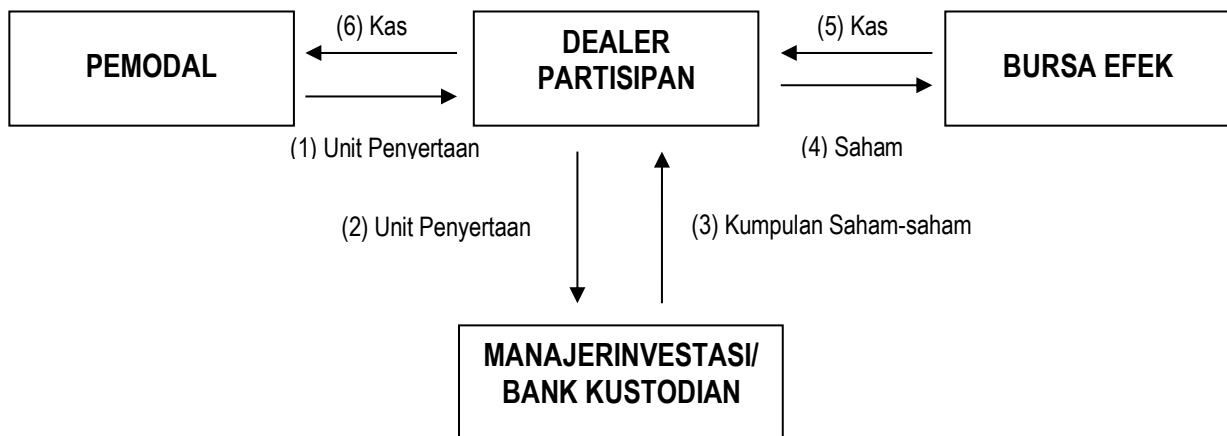 (6) Kas
(5) Kas
PEMODAL
DEALER
PARTISIPAN
BURSA EFEK
(1) Unit Penyertaan
(4) Saham
(2) Unit Penyertaan
(3) Kumpulan Saham-saham
MANAJERINVESTASI/
BANK KUSTODIAN